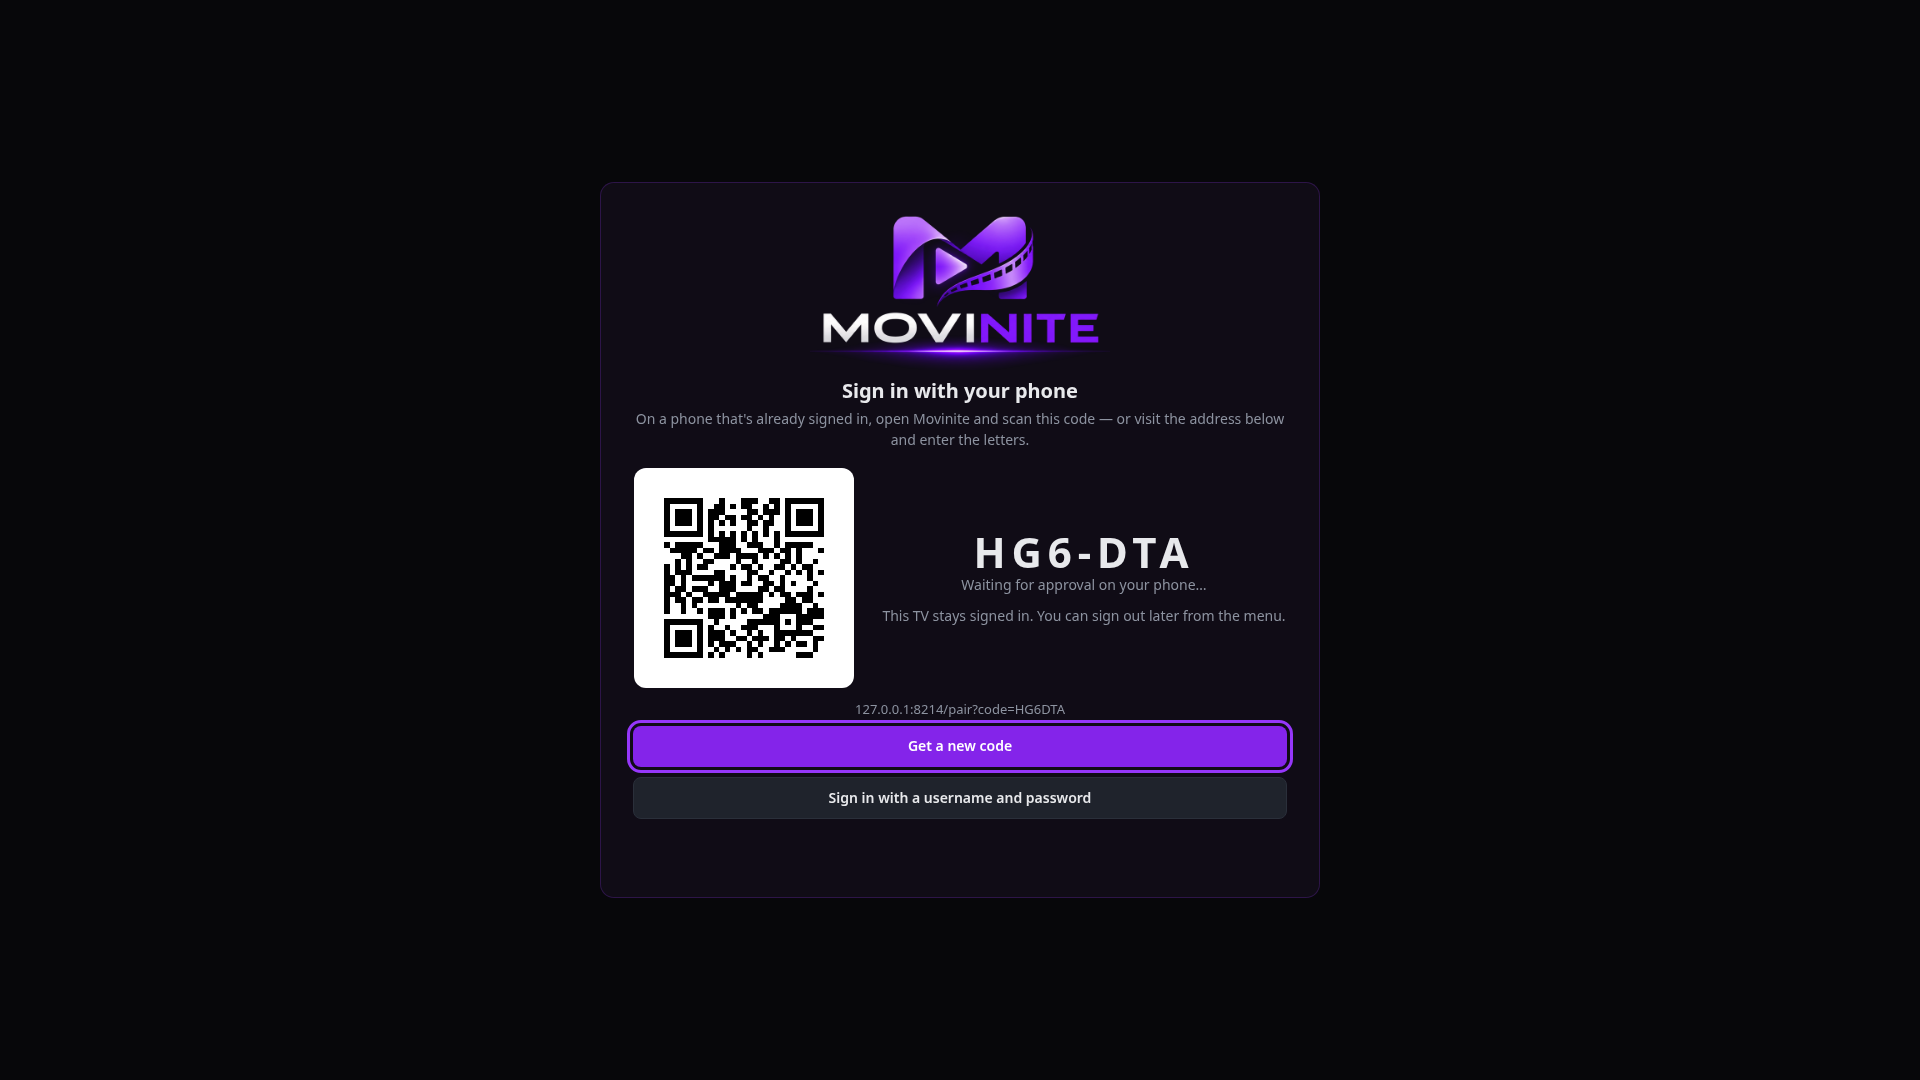 MOVINITE
Sign in with your phone
On a phone that's already signed in, open Movinite and scan this code — or visit the address below
and enter the letters.
HG6-DTA
Waiting for approval on your phone…
This TV stays signed in. You can sign out later from the menu.
127.0.0.1:8214/pair?code=HG6DTA
Get a new code
Sign in with a username and password